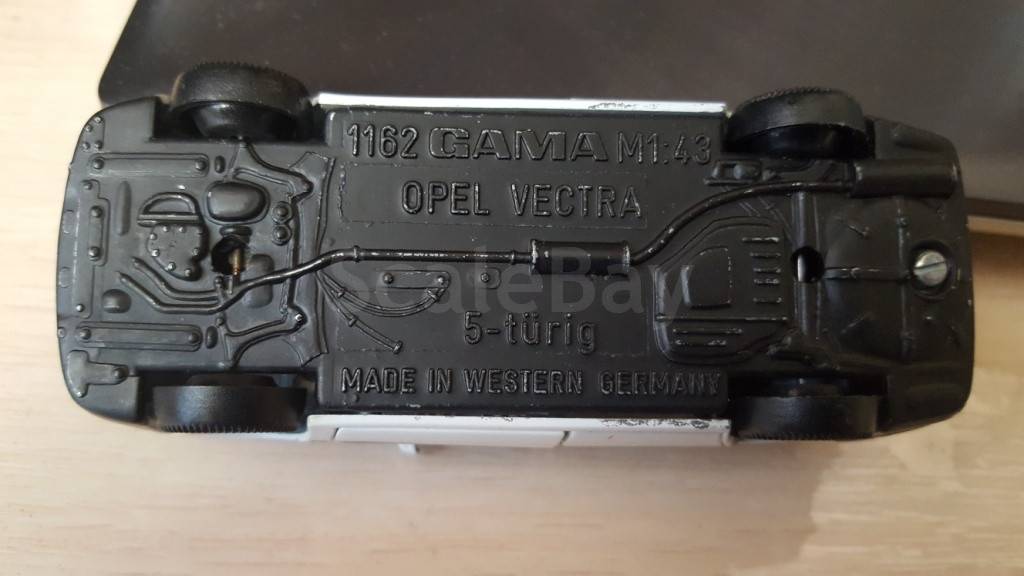 1162 GAMA M1:43
OPEL VECTRA
ScaleBay
5-türig
MADE IN WESTERN GERMANY